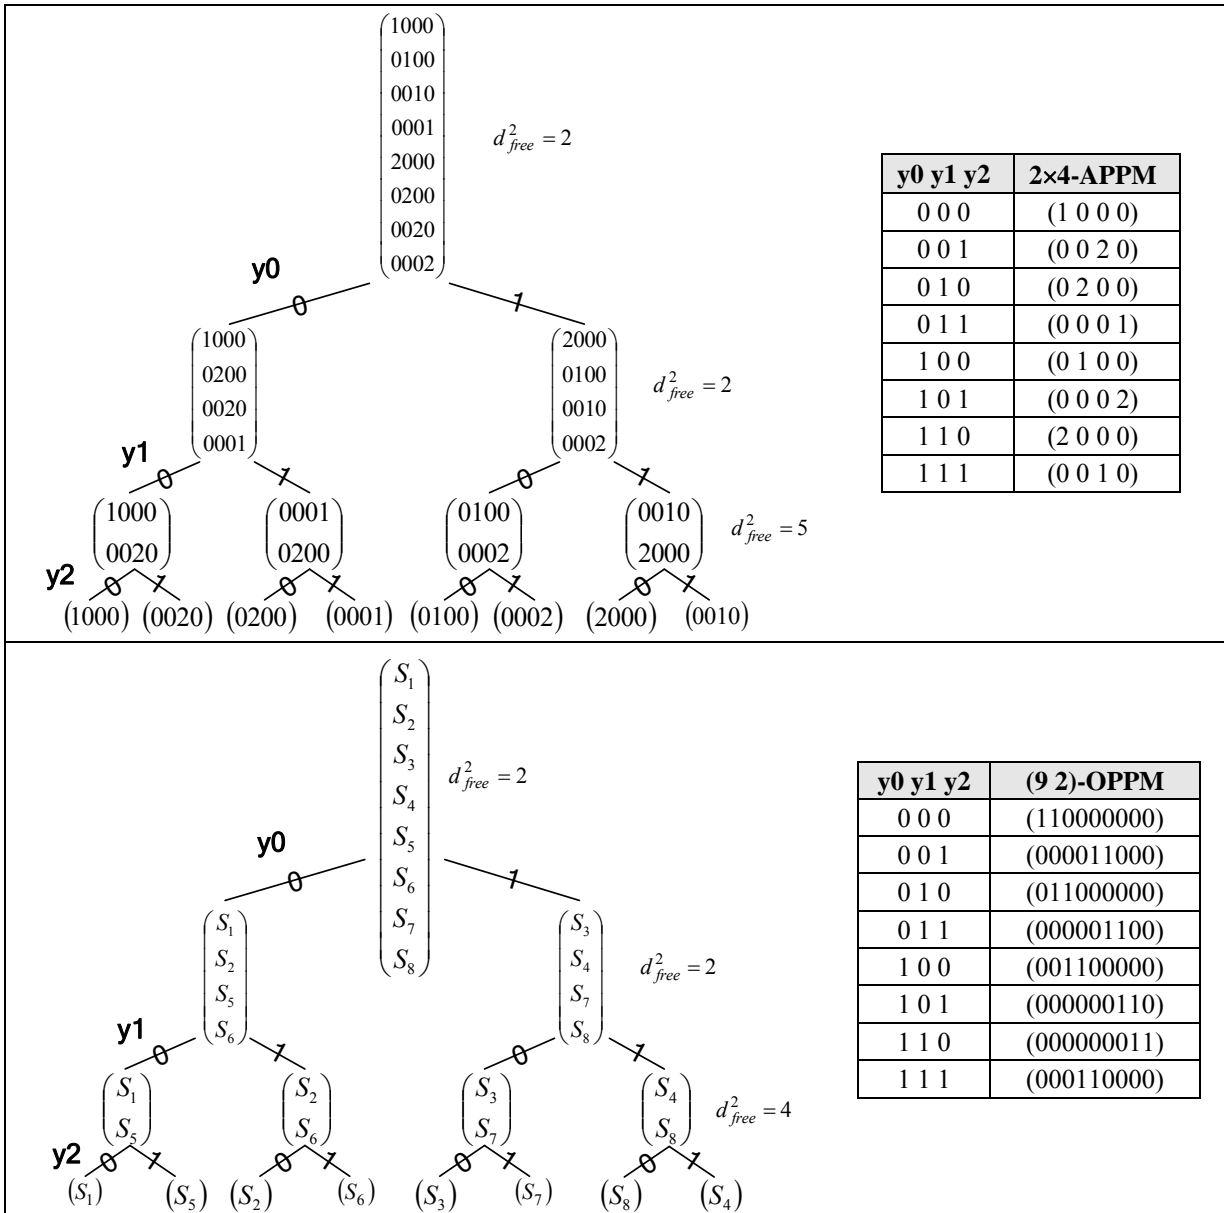 1000
0100
0010
0001
2000
0200
0020
0002
d²free = 2
y0
0 1
1000
0200
0020
0001
2000
0100
0010
0002
d²free = 2
y1
0 1 0 1
1000
0020
0001
0200
0100
0002
0010
2000
d²free = 5
y2
0 1 0 1 0 1 0 1
(1000) (0020) (0200) (0001) (0100) (0002) (2000) (0010)
y0 y1 y2 2×4-APPM
0 0 0 (1 0 0 0)
0 0 1 (0 0 2 0)
0 1 0 (0 2 0 0)
0 1 1 (0 0 0 1)
1 0 0 (0 1 0 0)
1 0 1 (0 0 0 2)
1 1 0 (2 0 0 0)
1 1 1 (0 0 1 0)
S₁
S₂
S₃
S₄
S₅
S₆
S₇
S₈
d²free = 2
y0
0 1
S₁
S₂
S₅
S₆
S₃
S₄
S₇
S₈
d²free = 2
y1
0 1 0 1
S₁
S₅
S₂
S₆
S₃
S₇
S₄
S₈
d²free = 4
y2
0 1 0 1 0 1 0 1
(S₁) (S₅) (S₂) (S₆) (S₃) (S₇) (S₈) (S₄)
y0 y1 y2 (9 2)-OPPM
0 0 0 (110000000)
0 0 1 (000011000)
0 1 0 (011000000)
0 1 1 (000001100)
1 0 0 (001100000)
1 0 1 (000000110)
1 1 0 (000000011)
1 1 1 (000110000)